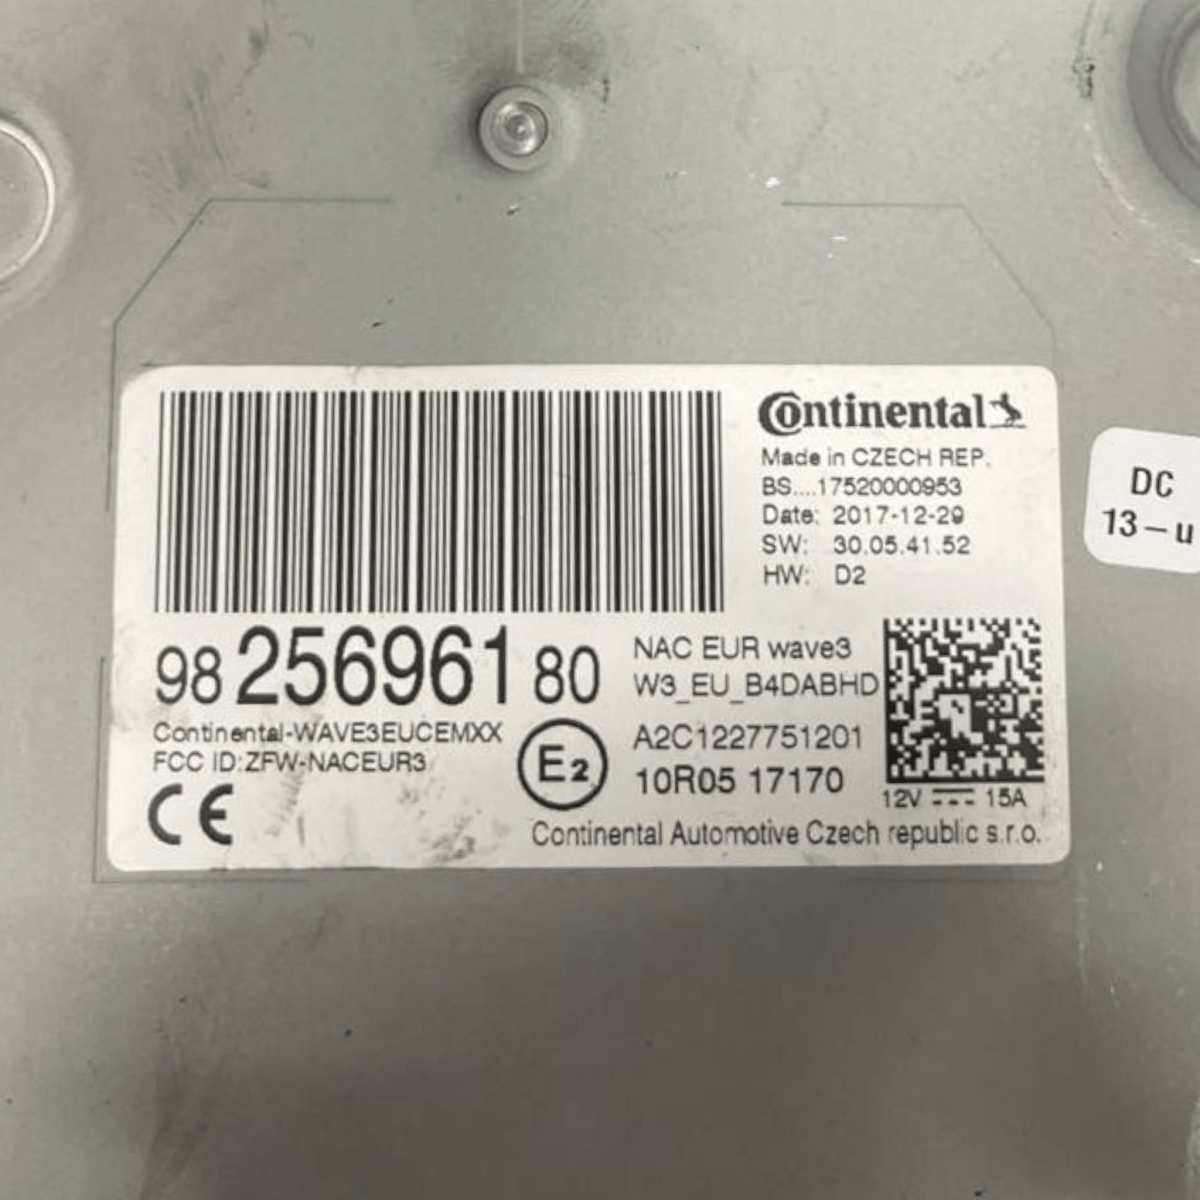 Continental
Made in CZECH REP.
BS....17520000953
Date: 2017-12-29
SW: 30.05.41.52
HW: D2
DC
13-u
98 256961 80
NAC EUR wave3
W3_EU_B4DABHD
Continental-WAVE3EUCEMXX
FCC ID:ZFW-NACEUR3
E2
A2C1227751201
10R05 17170
12V 15A
CE
Continental Automotive Czech republic s.r.o.